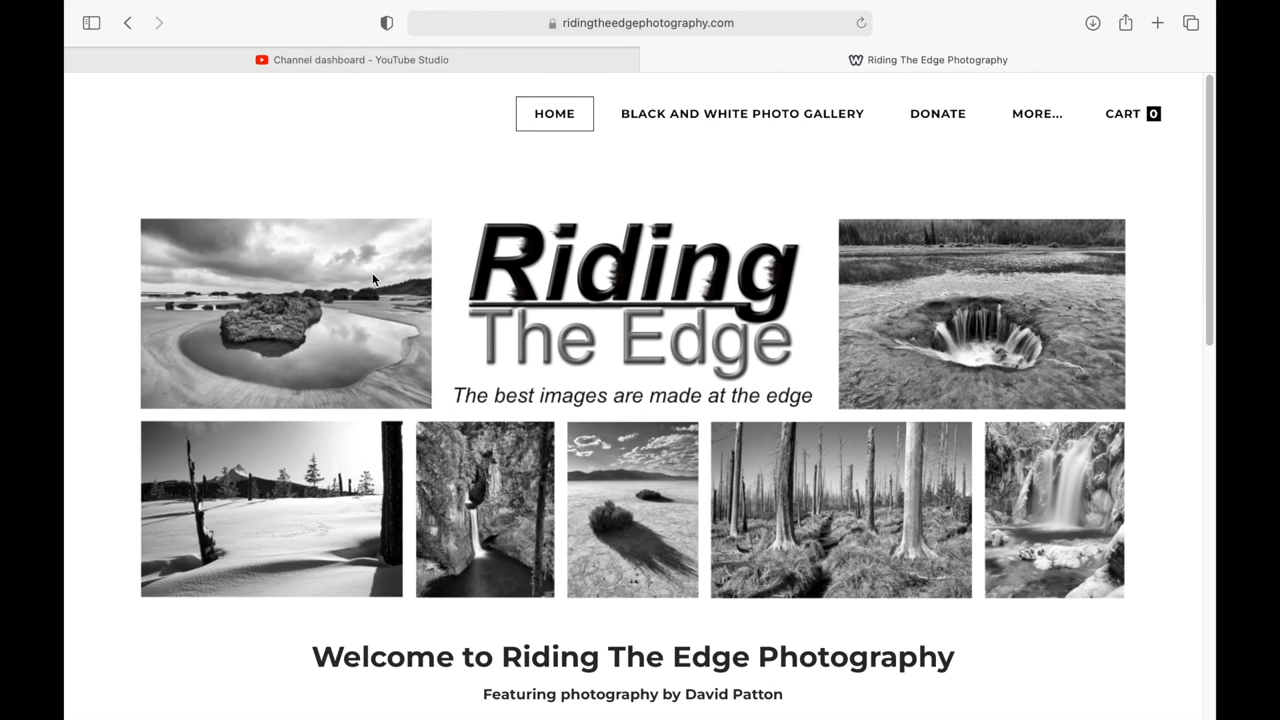 ridingtheedgephotography.com
Channel dashboard - YouTube Studio
Riding The Edge Photography
HOME
BLACK AND WHITE PHOTO GALLERY
DONATE
MORE...
CART 0
Riding
The Edge
The best images are made at the edge
Welcome to Riding The Edge Photography
Featuring photography by David Patton